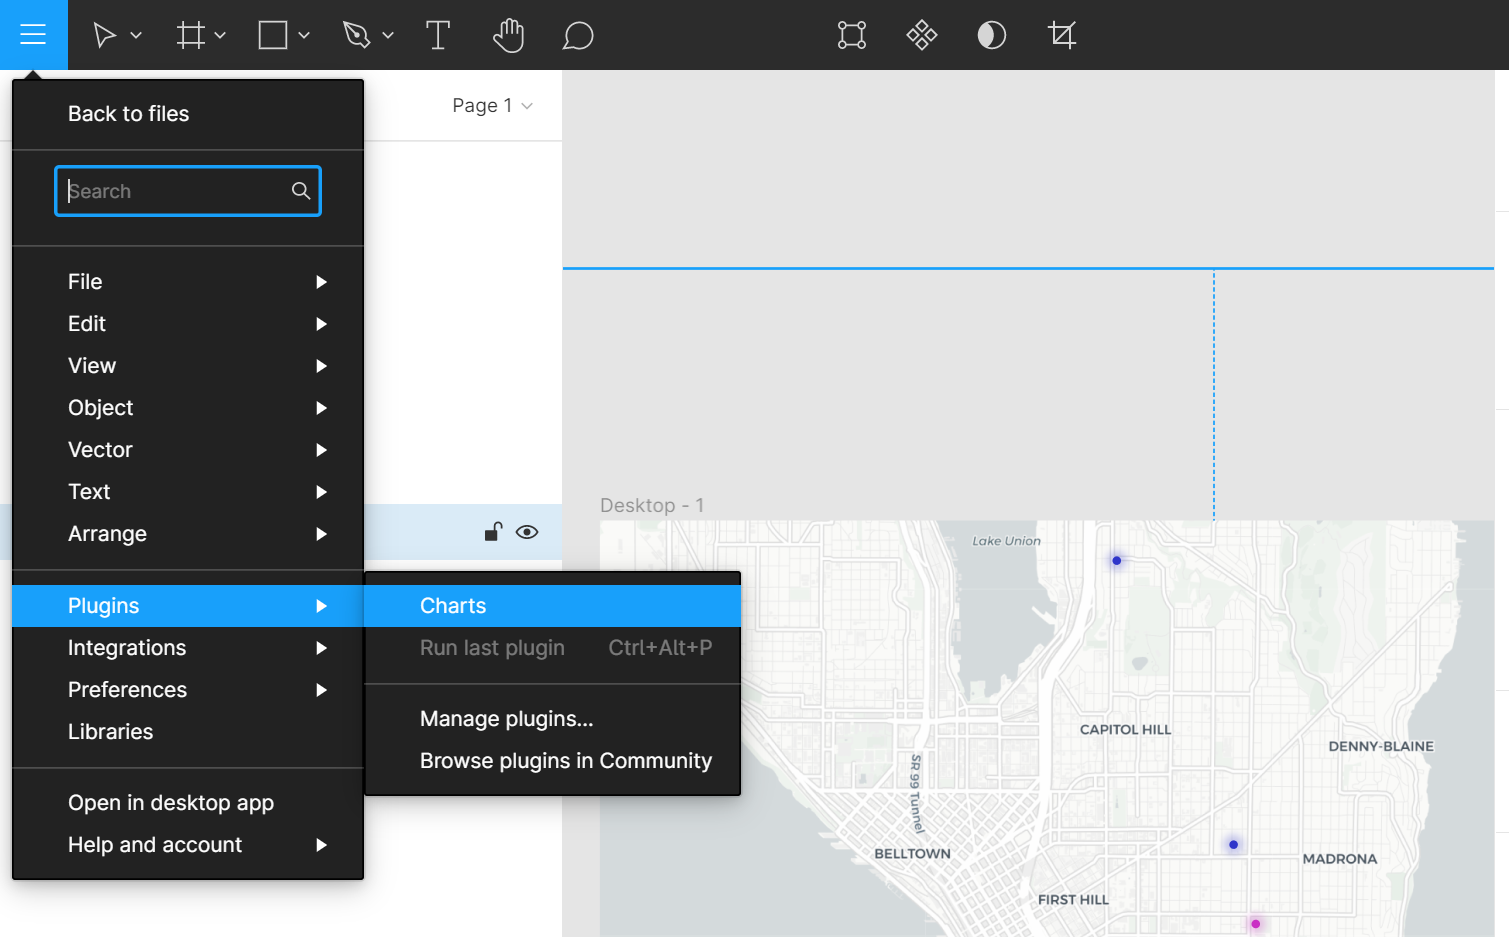 Page 1
Back to files
Search
File
Edit
View
Object
Vector
Text
Arrange
Plugins
Integrations
Preferences
Libraries
Open in desktop app
Help and account
Charts
Run last plugin Ctrl+Alt+P
Manage plugins...
Browse plugins in Community
Desktop - 1
Lake Union
CAPITOL HILL
DENNY-BLAINE
SR 99 Tunnel
BELLTOWN
MADRONA
FIRST HILL